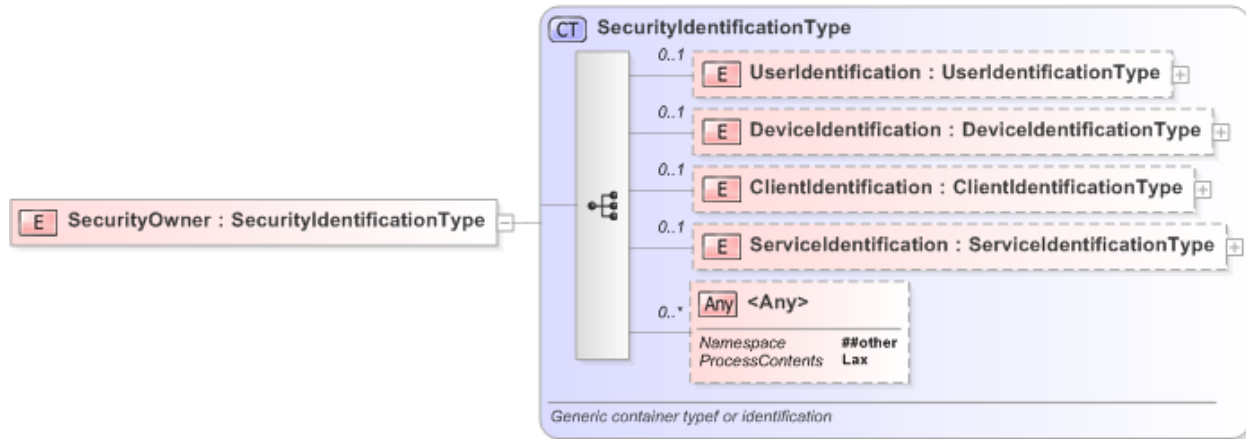 CT SecurityIdentificationType
0..1
E UserIdentification : UserIdentificationType
0..1
E DeviceIdentification : DeviceIdentificationType
0..1
E ClientIdentification : ClientIdentificationType
E SecurityOwner : SecurityIdentificationType
0..1
E ServiceIdentification : ServiceIdentificationType
0..*
Any <Any>
Namespace ##other
ProcessContents Lax
Generic container typef or identification